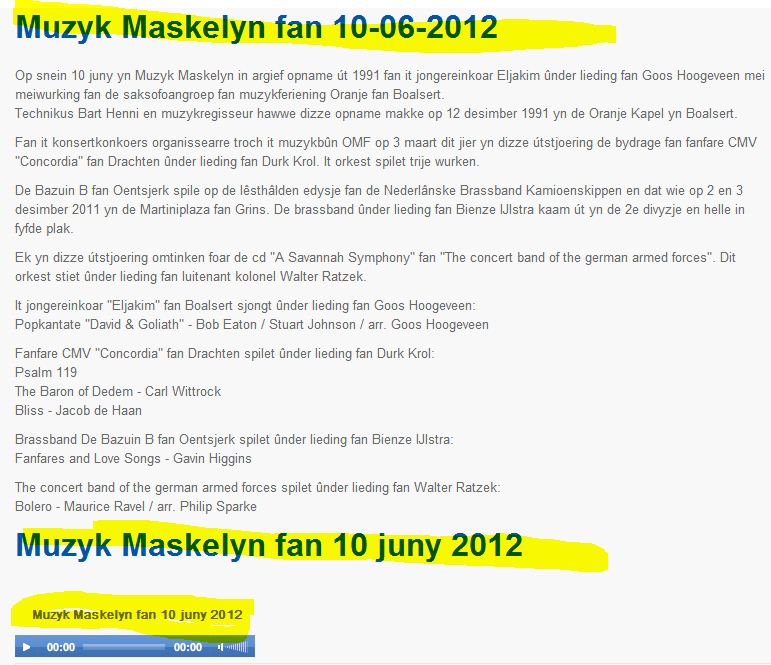 Muzyk Maskelyn fan 10-06-2012
Op snein 10 juny yn Muzyk Maskelyn in argief opname út 1991 fan it jongereinkoar Eljakim ûnder lieding fan Goos Hoogeveen mei
meiwurking fan de saksofoangroep fan muzykferiening Oranje fan Boalsert.
Technikus Bart Henni en muzykregisseur hawwe dizze opname makke op 12 desimber 1991 yn de Oranje Kapel yn Boalsert.
Fan it konsertkonkoers organissearre troch it muzykbûn OMF op 3 maart dit jier yn dizze útstjoering de bydrage fan fanfare CMV
"Concordia" fan Drachten ûnder lieding fan Durk Krol. It orkest spilet trije wurken.
De Bazuin B fan Oentsjerk spile op de lêsthâlden edysje fan de Nederlânske Brassband Kamioenskippen en dat wie op 2 en 3
desimber 2011 yn de Martiniplaza fan Grins. De brassband ûnder lieding fan Bienze IJlstra kaam út yn de 2e divyzje en helle in
fyfde plak.
Ek yn dizze útstjoering omtinken foar de cd "A Savannah Symphony" fan "The concert band of the german armed forces". Dit
orkest stiet ûnder lieding fan luitenant kolonel Walter Ratzek.
It jongereinkoar "Eljakim" fan Boalsert sjongt ûnder lieding fan Goos Hoogeveen:
Popkantate "David & Goliath" - Bob Eaton / Stuart Johnson / arr. Goos Hoogeveen
Fanfare CMV "Concordia" fan Drachten spilet ûnder lieding fan Durk Krol:
Psalm 119
The Baron of Dedem - Carl Wittrock
Bliss - Jacob de Haan
Brassband De Bazuin B fan Oentsjerk spilet ûnder lieding fan Bienze IJlstra:
Fanfares and Love Songs - Gavin Higgins
The concert band of the german armed forces spilet ûnder lieding fan Walter Ratzek:
Bolero - Maurice Ravel / arr. Philip Sparke
Muzyk Maskelyn fan 10 juny 2012
Muzyk Maskelyn fan 10 juny 2012
00:00 00:00